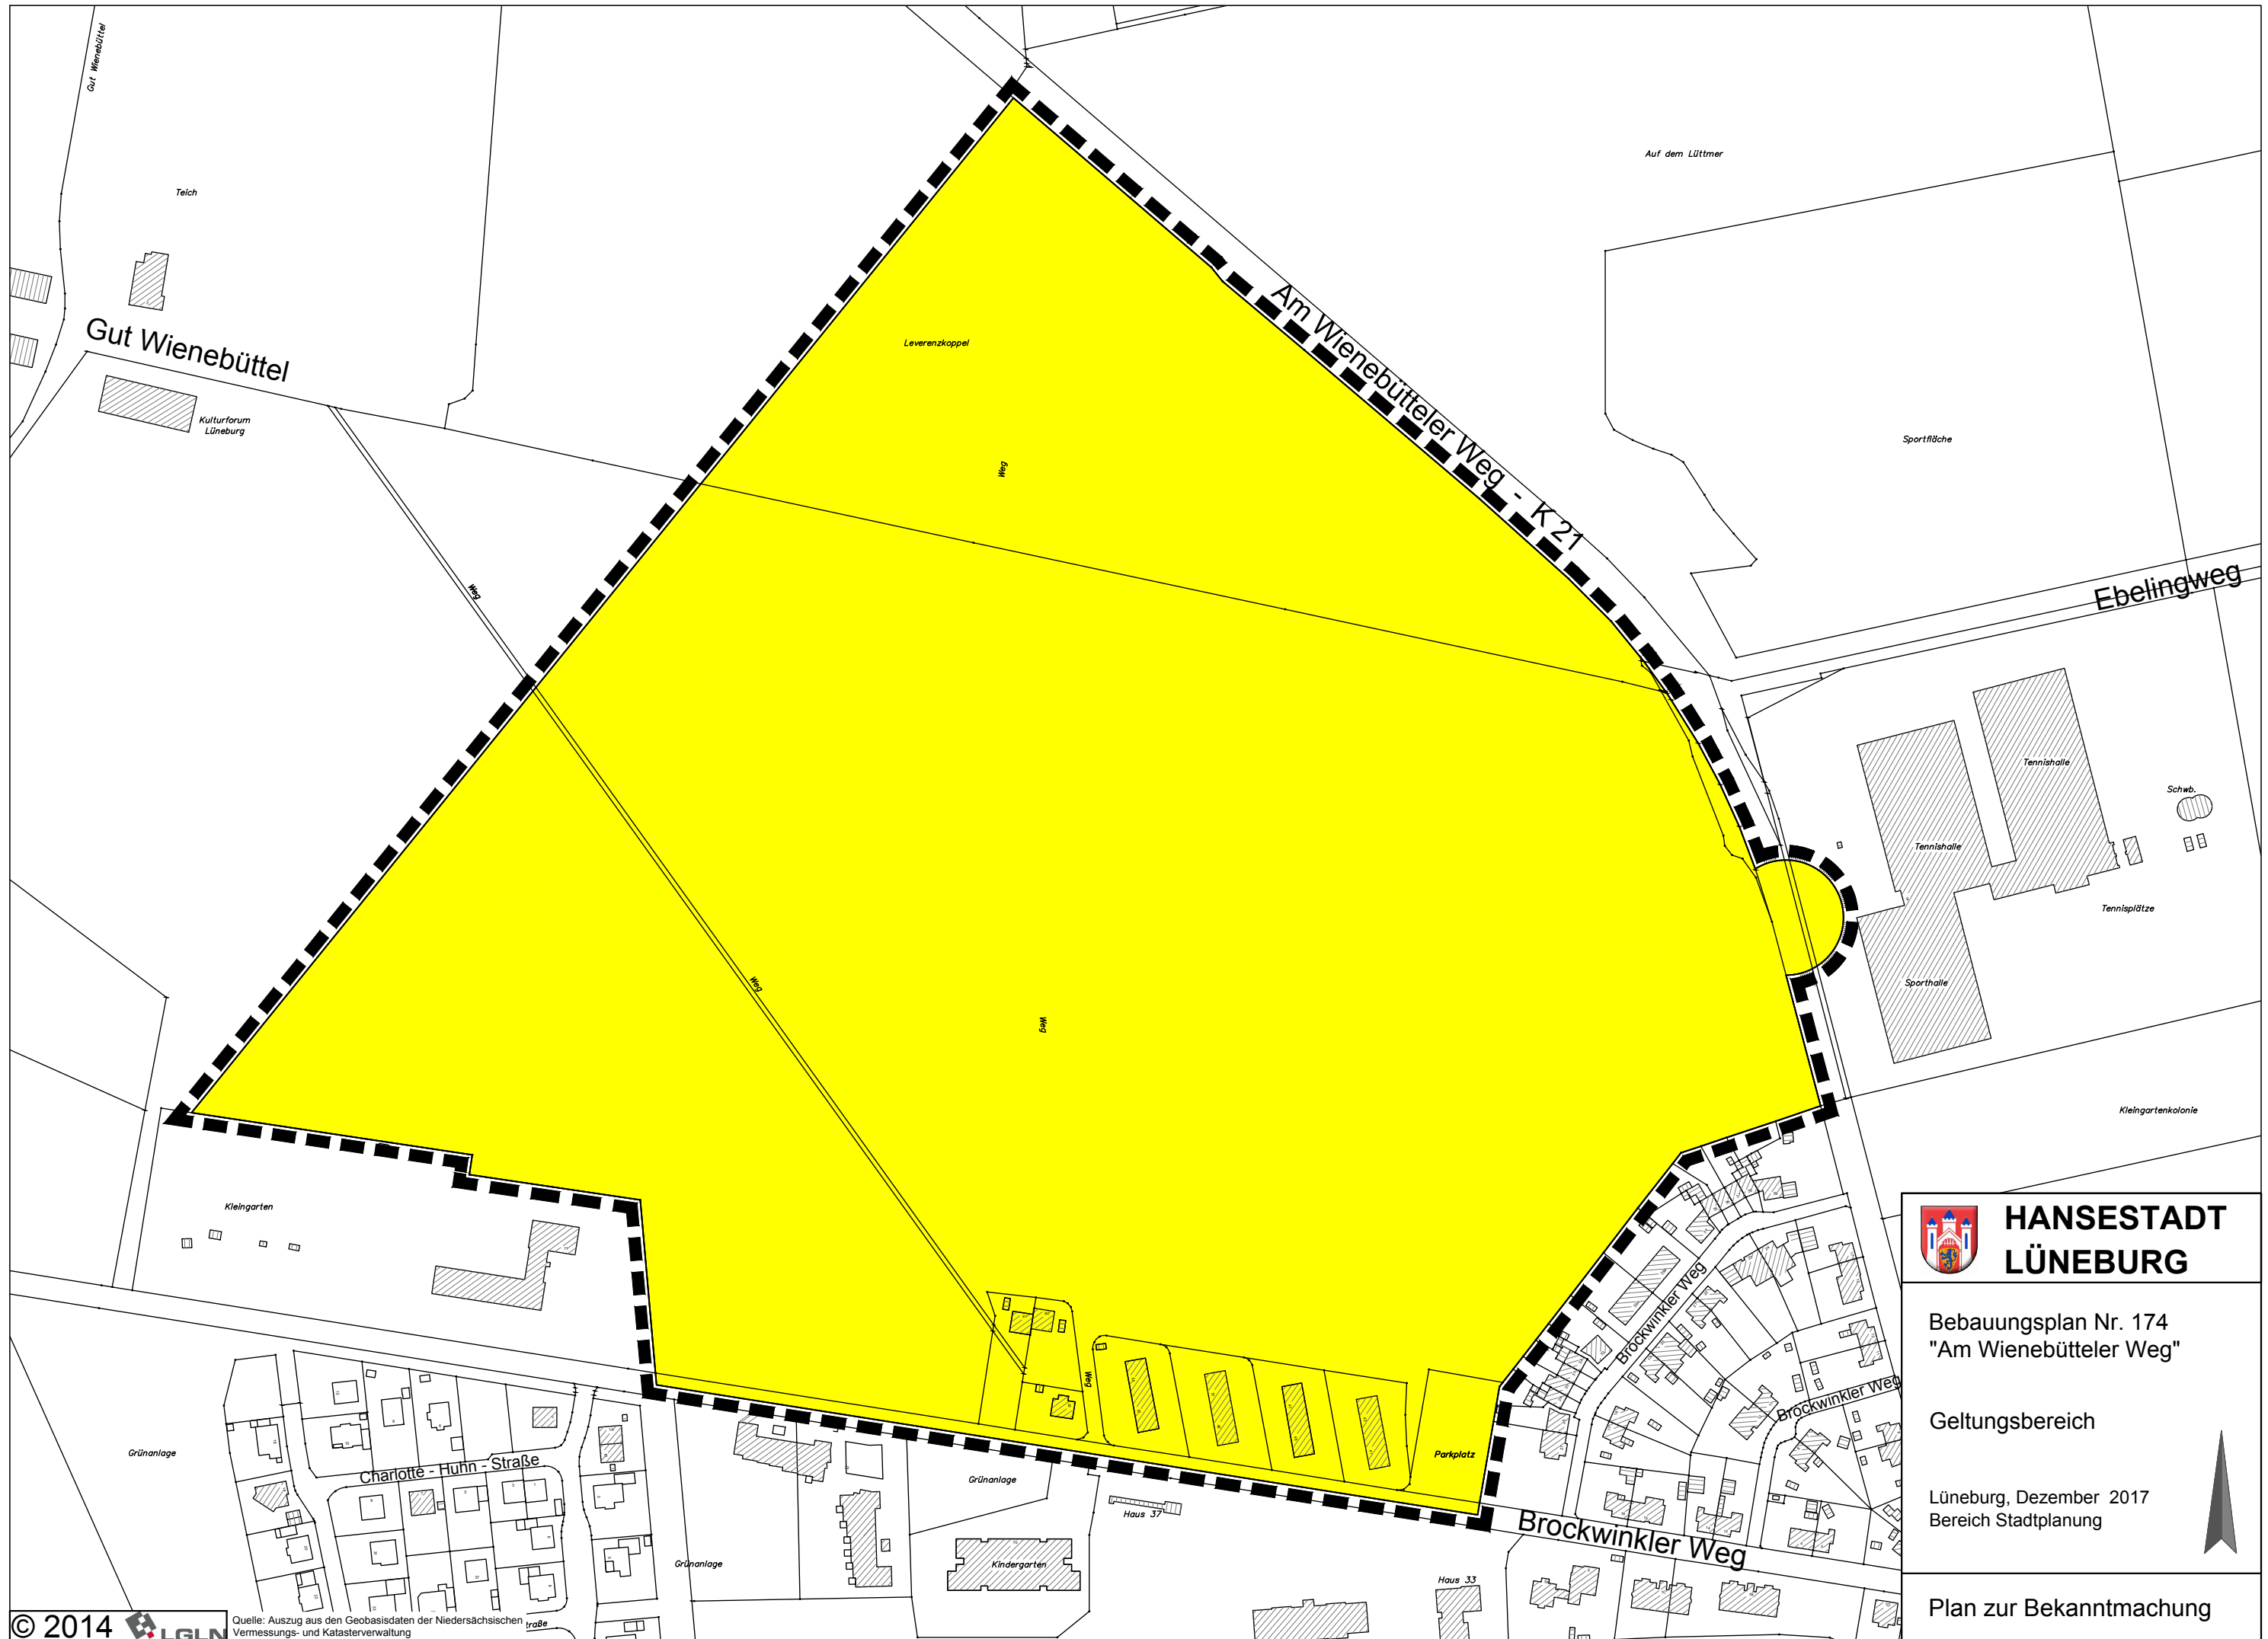 Gut Wienebüttel
Teich
Gut Wienebüttel
Kulturforum
Lüneburg
Auf dem Lüttmer
Leverenzkoppel
Am Wienebütteler Weg - K 21
Sportfläche
Weg
Weg
Ebelingweg
Tennishalle
Schwb.
Tennishalle
Tennisplätze
Sporthalle
Weg
Weg
Kleingartenkolonie
Kleingarten
Weg
Parkplatz
Brockwinkler Weg
Brockwinkler Weg
Grünanlage
Charlotte - Huhn - Straße
Grünanlage
Haus 37
Grünanlage
Kindergarten
Brockwinkler Weg
Haus 33
traße
HANSESTADT
LÜNEBURG
Bebauungsplan Nr. 174
"Am Wienebütteler Weg"
Geltungsbereich
Lüneburg, Dezember 2017
Bereich Stadtplanung
Plan zur Bekanntmachung
© 2014 LGLN
Quelle: Auszug aus den Geobasisdaten der Niedersächsischen
Vermessungs- und Katasterverwaltung